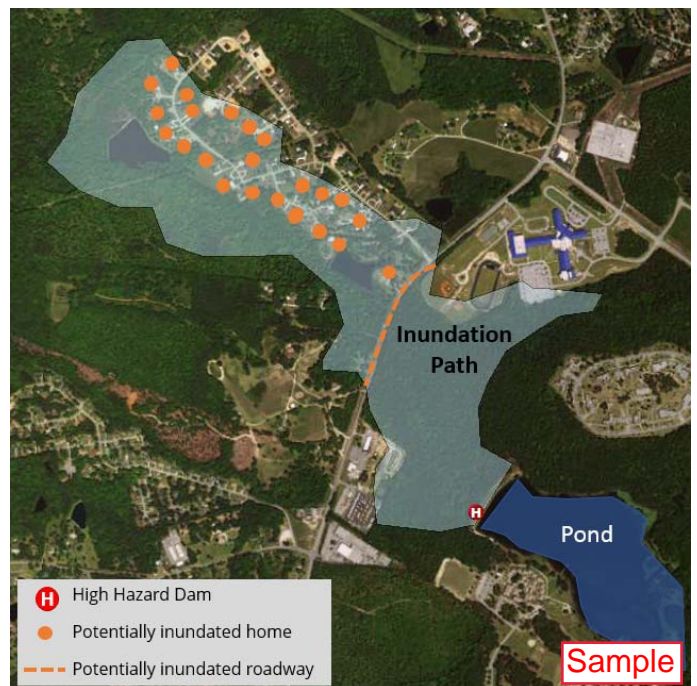 Inundation
Path
H
Pond
H High Hazard Dam
Potentially inundated home
Potentially inundated roadway
Sample